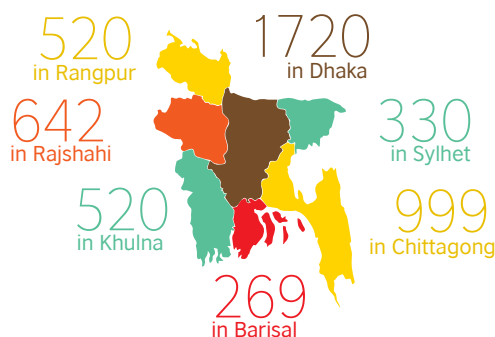 520
in Rangpur
1720
in Dhaka
642
in Rajshahi
330
in Sylhet
520
in Khulna
999
in Chittagong
269
in Barisal